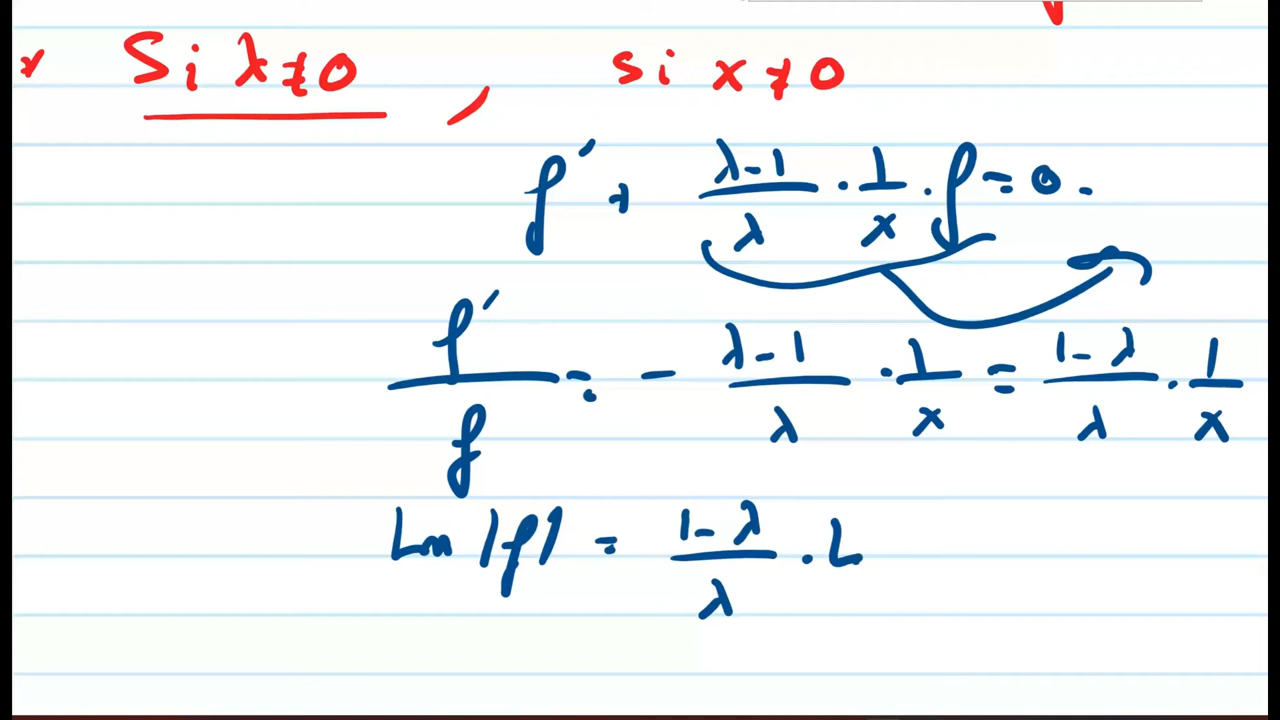 * Si λ≠0 , si x≠0
f' + (λ-1)/λ · 1/x · f = 0.
f'/f = - (λ-1)/λ · 1/x = (1-λ)/λ · 1/x
Ln |f| = (1-λ)/λ · L